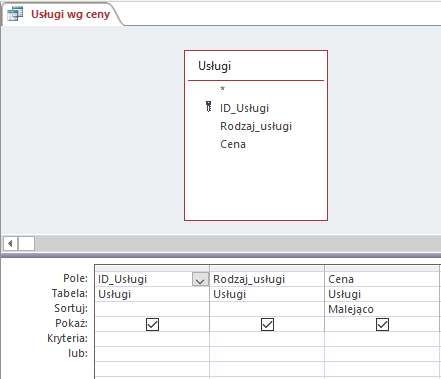 Usługi wg ceny
Usługi
*
ID_Usługi
Rodzaj_usługi
Cena
Pole: ID_Usługi Rodzaj_usługi Cena
Tabela: Usługi Usługi Usługi
Sortuj: Malejąco
Pokaż:
Kryteria:
lub: